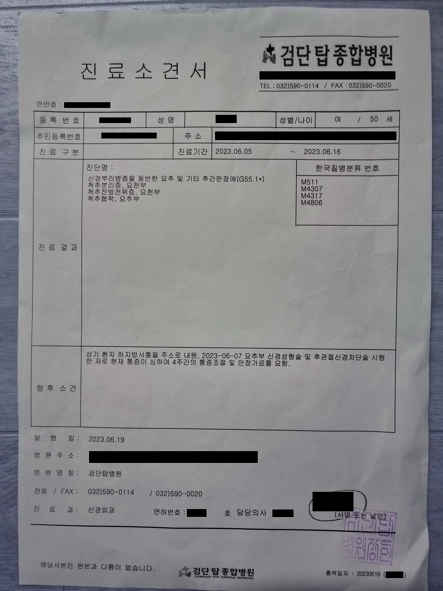 검단탑종합병원
진료소견서
TEL : 032)590-0114 / FAX : 032)590-0020
연번호 :
등록번호 성명 성별/나이 여 / 50 세
주민등록번호 주소
진료구분 진료기간 2023.06.05 ~ 2023.06.16
진단명 : 한국질병분류 번호
신경뿌리병증을 동반한 요추 및 기타 추간판장애(G55.1*) M511
척추분리증, 요천부 M4307
척추전방전위증, 요천부 M4317
척추협착, 요추부 M4806
진료결과
상기 환자 하지방사통을 주소로 내원, 2023-06-07 요추부 신경성형술 및 후관절신경차단술 시행
한 자로 현재 통증이 심하여 4주간의 통증조절 및 안정가료를 요함.
향후소견
발행일: 2023.06.19
병원주소:
병원명칭: 검단탑병원
전화 / FAX: 032)590-0114 / 032)590-0020
진료과: 신경외과 면허번호: 호 담당의사 (서명 또는 날인)
해당사본은 원본과 다름이 없습니다.
검단탑종합병원
출력일자 : 20230619